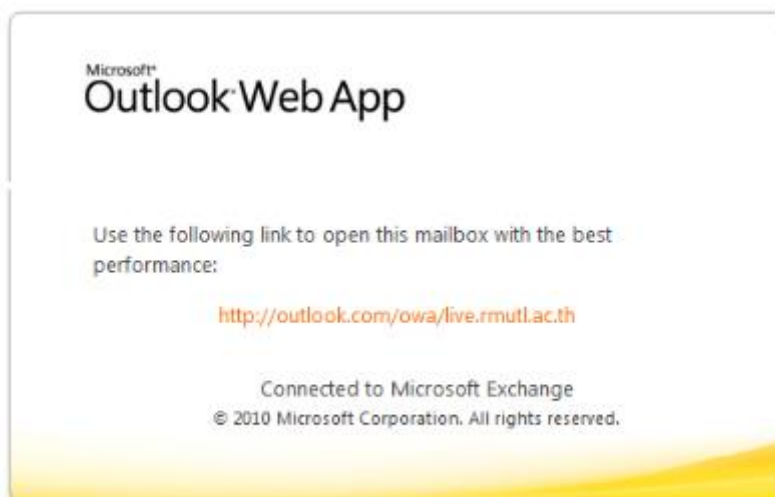 Microsoft®
Outlook Web App
Use the following link to open this mailbox with the best
performance:
http://outlook.com/owa/live.rmutl.ac.th
Connected to Microsoft Exchange
© 2010 Microsoft Corporation. All rights reserved.